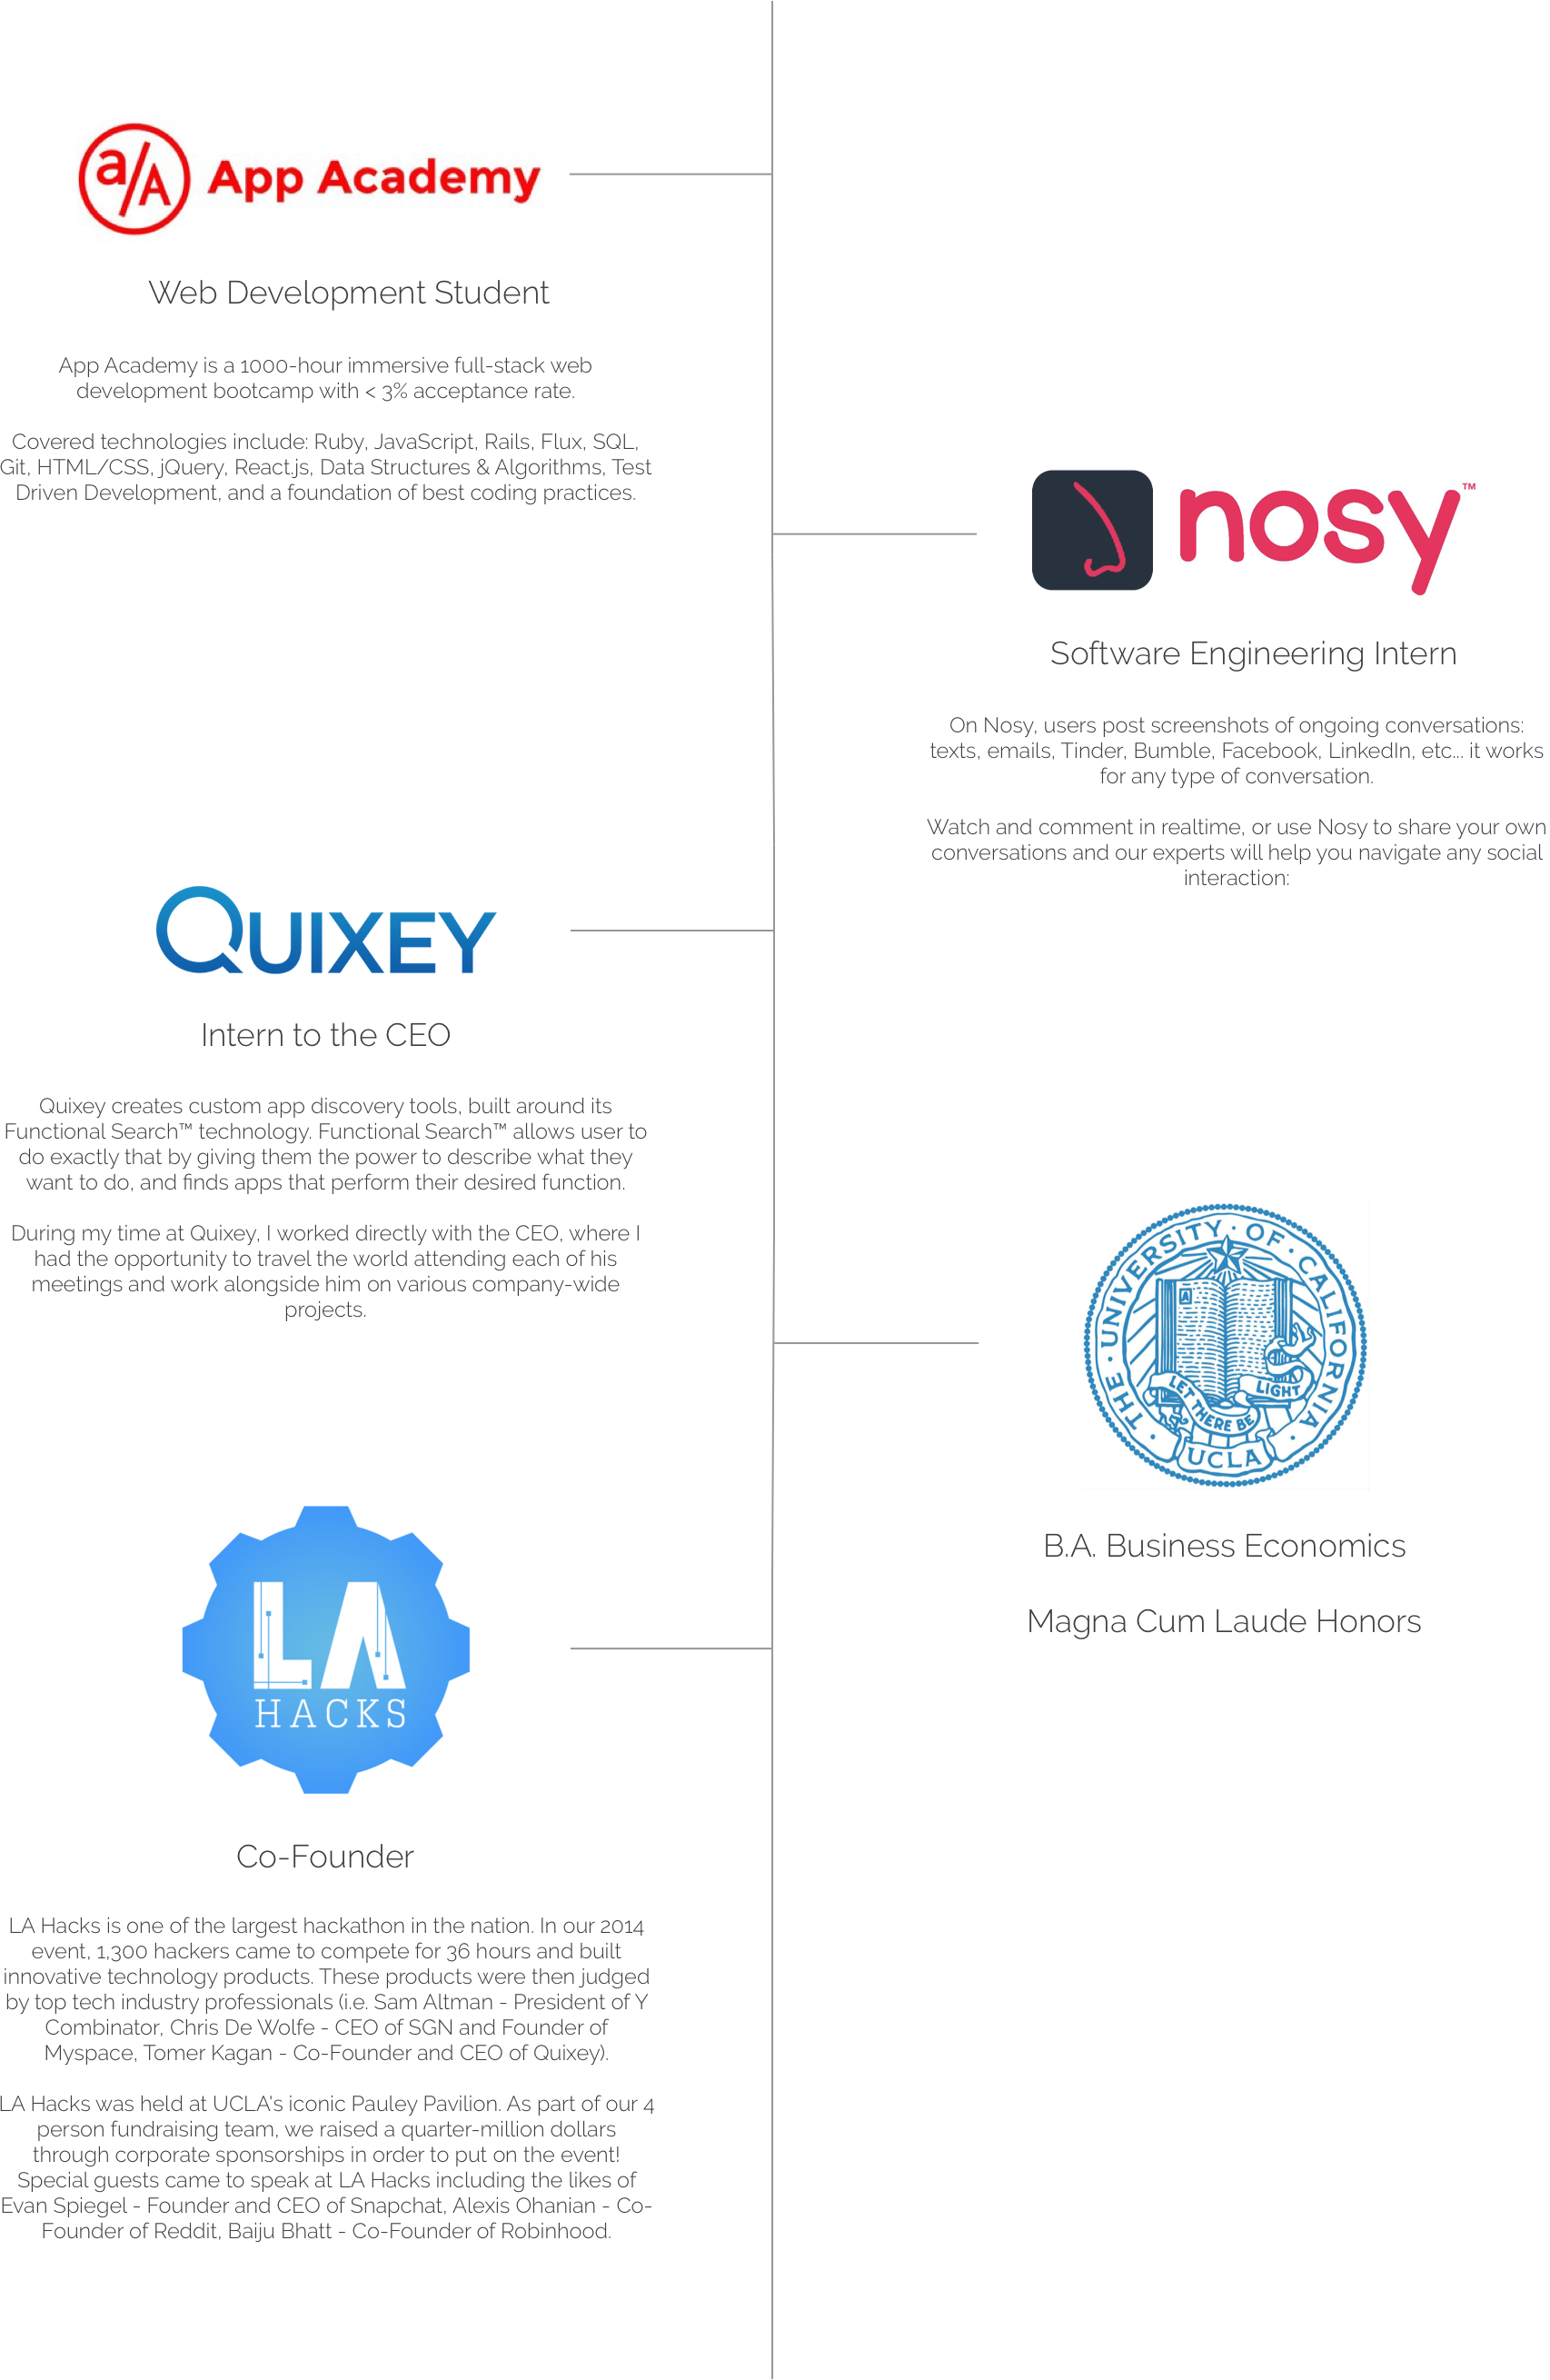 a/A App Academy
Web Development Student
App Academy is a 1000-hour immersive full-stack web
development bootcamp with < 3% acceptance rate.
Covered technologies include: Ruby, JavaScript, Rails, Flux, SQL,
Git, HTML/CSS, jQuery, React.js, Data Structures & Algorithms, Test
Driven Development, and a foundation of best coding practices.
nosy™
Software Engineering Intern
On Nosy, users post screenshots of ongoing conversations:
texts, emails, Tinder, Bumble, Facebook, LinkedIn, etc... it works
for any type of conversation.
Watch and comment in realtime, or use Nosy to share your own
conversations and our experts will help you navigate any social
interaction:
QUIXEY
Intern to the CEO
Quixey creates custom app discovery tools, built around its
Functional Search™ technology. Functional Search™ allows user to
do exactly that by giving them the power to describe what they
want to do, and finds apps that perform their desired function.
During my time at Quixey, I worked directly with the CEO, where I
had the opportunity to travel the world attending each of his
meetings and work alongside him on various company-wide
projects.
THE · UNIVERSITY · OF · CALIFORNIA
A
LET THERE BE LIGHT
UCLA
B.A. Business Economics
Magna Cum Laude Honors
LA
HACKS
Co-Founder
LA Hacks is one of the largest hackathon in the nation. In our 2014
event, 1,300 hackers came to compete for 36 hours and built
innovative technology products. These products were then judged
by top tech industry professionals (i.e. Sam Altman - President of Y
Combinator, Chris De Wolfe - CEO of SGN and Founder of
Myspace, Tomer Kagan - Co-Founder and CEO of Quixey).
LA Hacks was held at UCLA's iconic Pauley Pavilion. As part of our 4
person fundraising team, we raised a quarter-million dollars
through corporate sponsorships in order to put on the event!
Special guests came to speak at LA Hacks including the likes of
Evan Spiegel - Founder and CEO of Snapchat, Alexis Ohanian - Co-
Founder of Reddit, Baiju Bhatt - Co-Founder of Robinhood.